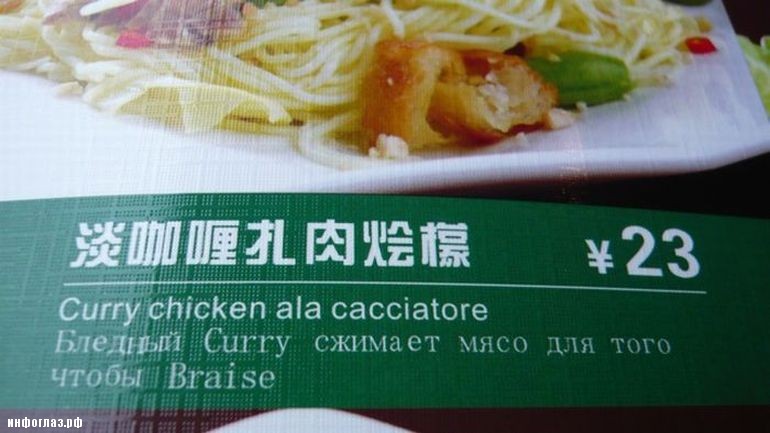 淡咖喱扎肉烩檬
¥23
Curry chicken ala cacciatore
Бледный Curry сжимает мясо для того
чтобы Braise
инфоглаз.рф